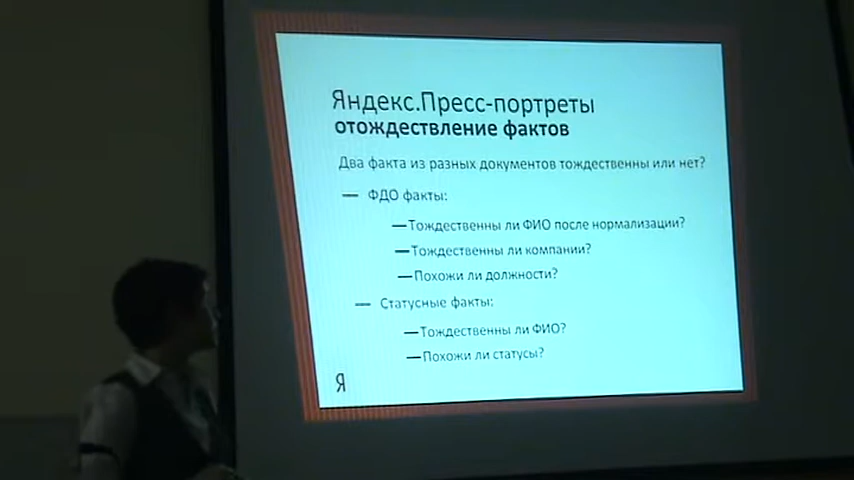 Яндекс.Пресс-портреты
отождествление фактов
Два факта из разных документов тождественны или нет?
— ФДО факты:
—Тождественны ли ФИО после нормализации?
—Тождественны ли компании?
—Похожи ли должности?
— Статусные факты:
—Тождественны ли ФИО?
—Похожи ли статусы?
Я